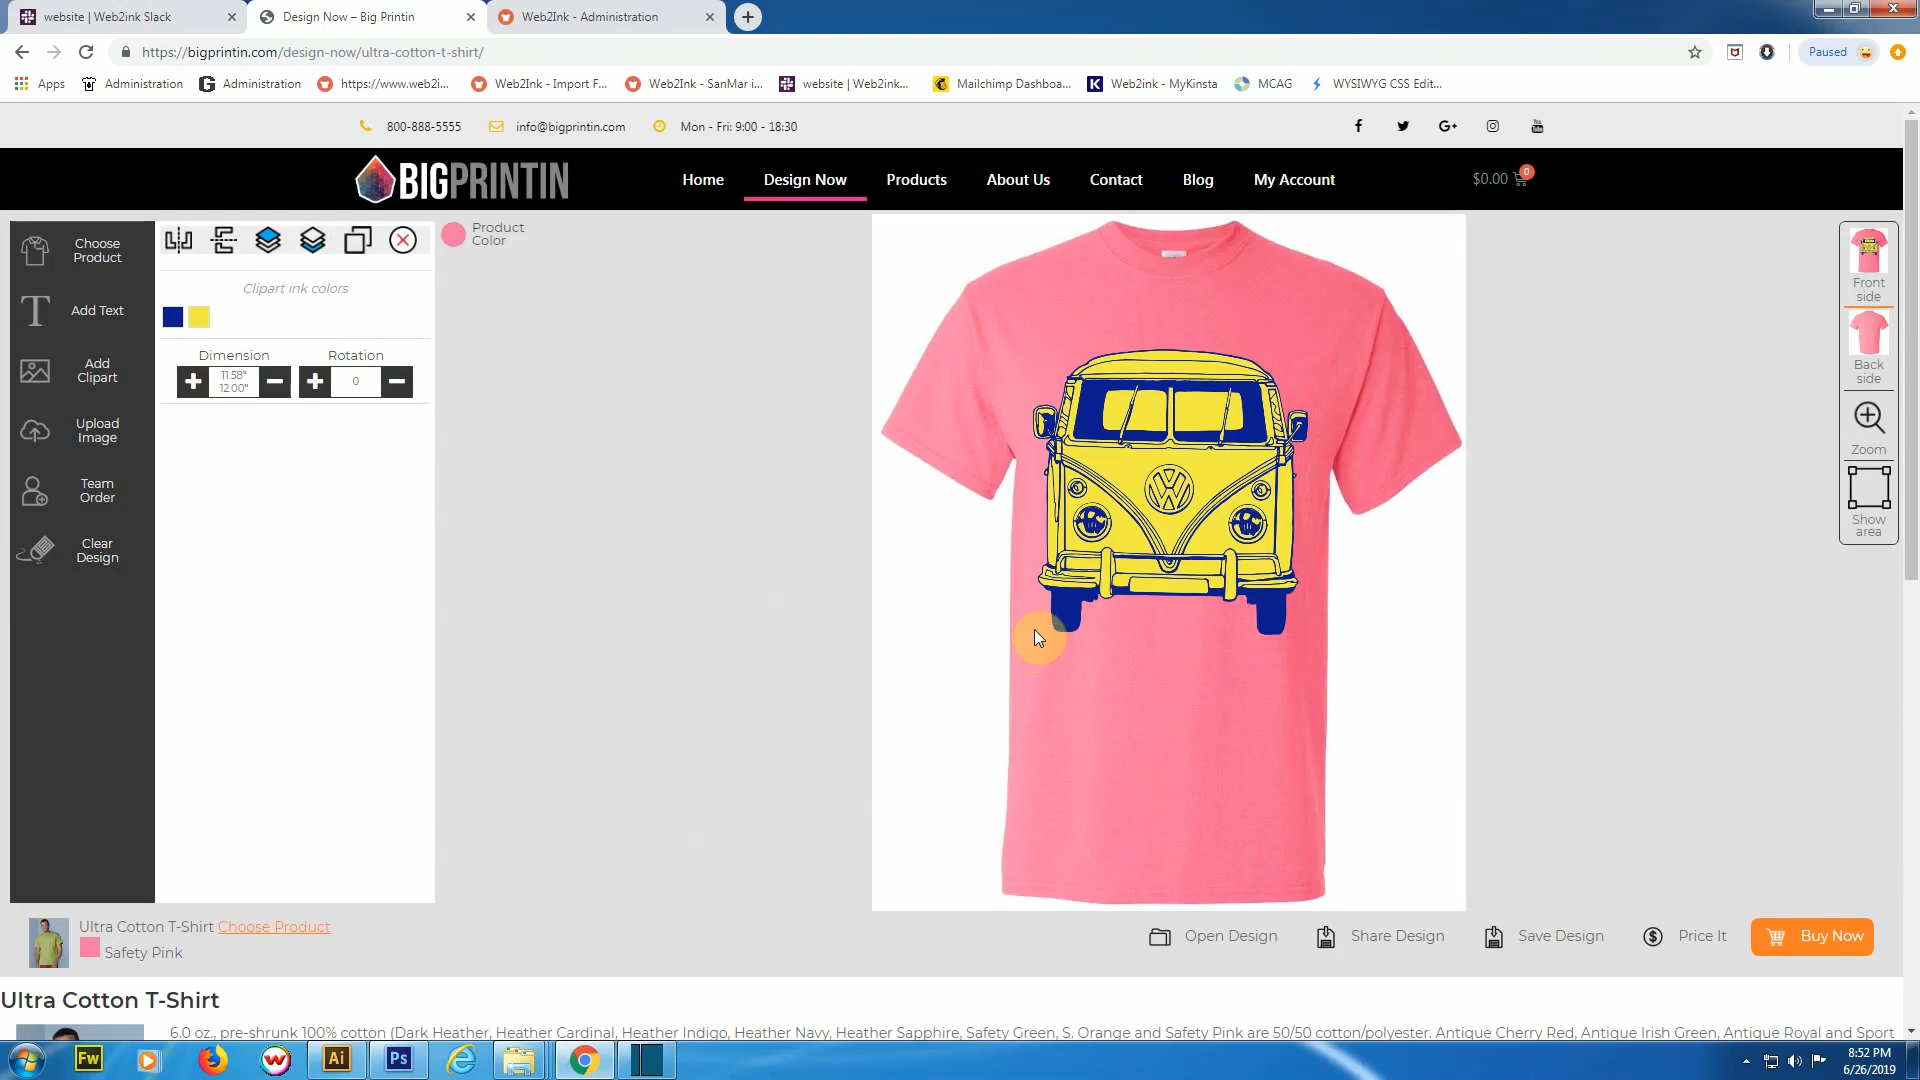 website | Web2ink Slack
Design Now – Big Printin
Web2Ink - Administration
https://bigprintin.com/design-now/ultra-cotton-t-shirt/
Paused
Apps
Administration
Administration
https://www.web2i...
Web2Ink - Import F...
Web2Ink - SanMar i...
website | Web2ink...
Mailchimp Dashboa...
Web2ink - MyKinsta
MCAG
WYSIWYG CSS Edit...
800-888-5555
info@bigprintin.com
Mon - Fri: 9:00 - 18:30
BIGPRINTIN
Home
Design Now
Products
About Us
Contact
Blog
My Account
$0.00
0
Choose
Product
Add Text
Add
Clipart
Upload
Image
Team
Order
Clear
Design
Clipart ink colors
Dimension
Rotation
11.58"
12.00"
0
Product
Color
VW
Front
side
Back
side
Zoom
Show
area
Ultra Cotton T-Shirt Choose Product
Safety Pink
Open Design
Share Design
Save Design
Price It
Buy Now
Ultra Cotton T-Shirt
6.0 oz., pre-shrunk 100% cotton (Dark Heather, Heather Cardinal, Heather Indigo, Heather Navy, Heather Sapphire, Safety Green, S. Orange and Safety Pink are 50/50 cotton/polyester. Antique Cherry Red, Antique Irish Green, Antique Royal and Sport
Fw
Ai
Ps
8:52 PM
6/26/2019